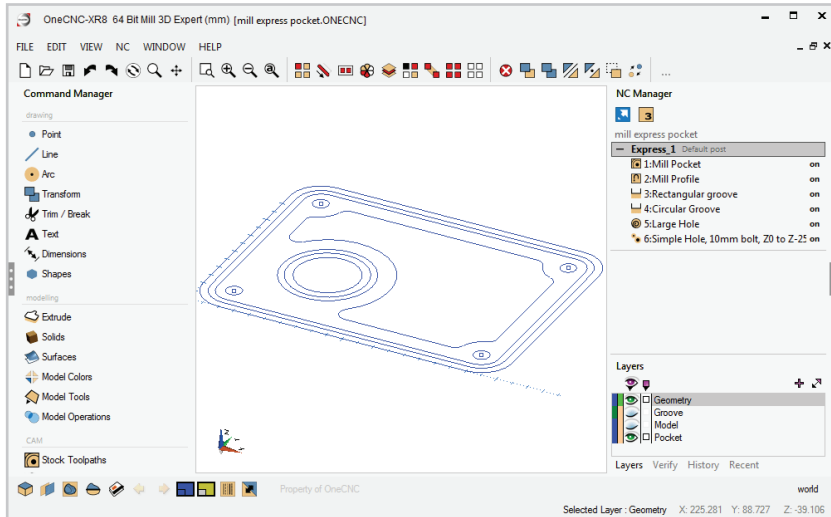 OneCNC-XR8 64 Bit Mill 3D Expert (mm) [mill express pocket.ONECNC]
FILE EDIT VIEW NC WINDOW HELP
Command Manager
drawing
Point
Line
Arc
Transform
Trim / Break
A Text
Dimensions
Shapes
modelling
Extrude
Solids
Surfaces
Model Colors
Model Tools
Model Operations
CAM
Stock Toolpaths
Z
NC Manager
3
mill express pocket
Express_1 Default post
1:Mill Pocket on
2:Mill Profile on
3:Rectangular groove on
4:Circular Groove on
5:Large Hole on
6:Simple Hole, 10mm bolt, Z0 to Z-25 on
Layers
Geometry
Groove
Model
Pocket
Layers Verify History Recent
Property of OneCNC
world
Selected Layer : Geometry X: 225.281 Y: 88.727 Z: -39.106